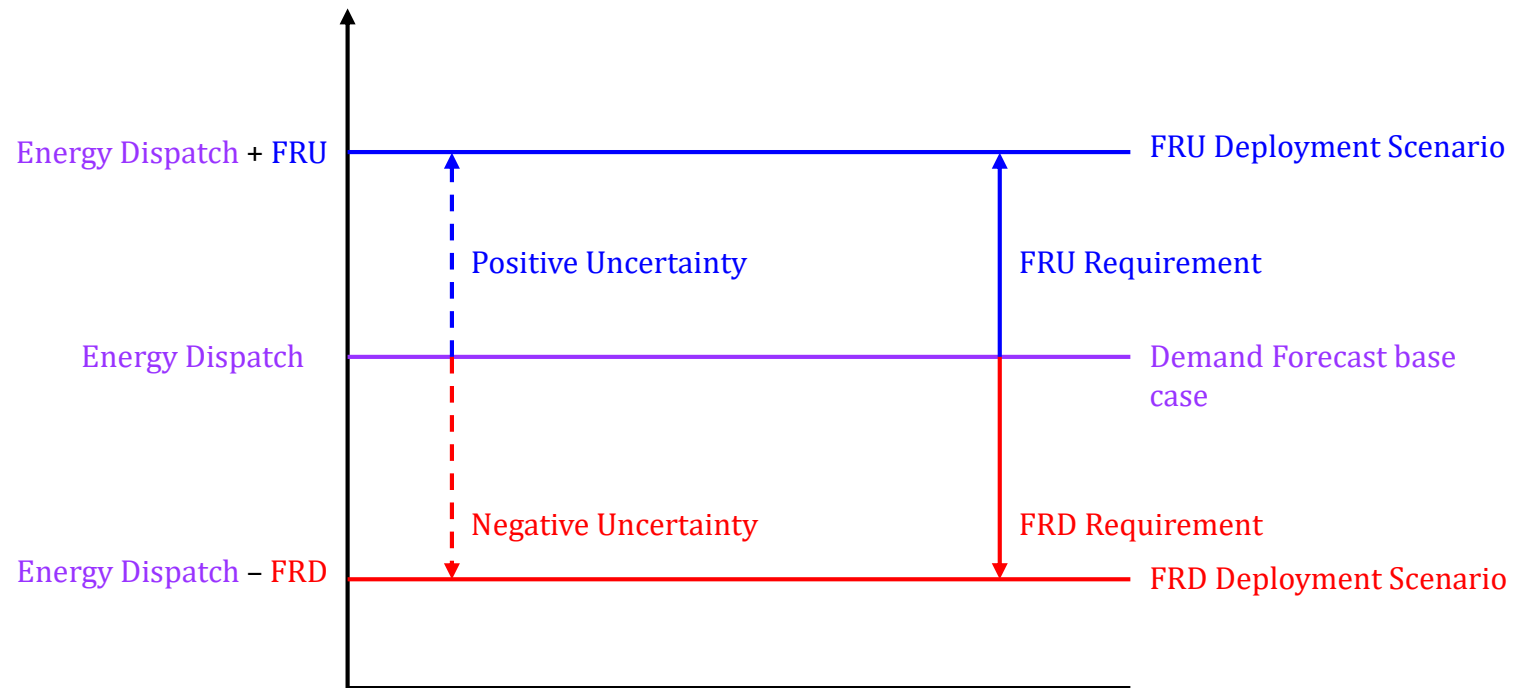 Energy Dispatch + FRU
FRU Deployment Scenario
Positive Uncertainty
FRU Requirement
Energy Dispatch
Demand Forecast base
case
Negative Uncertainty
FRD Requirement
Energy Dispatch – FRD
FRD Deployment Scenario